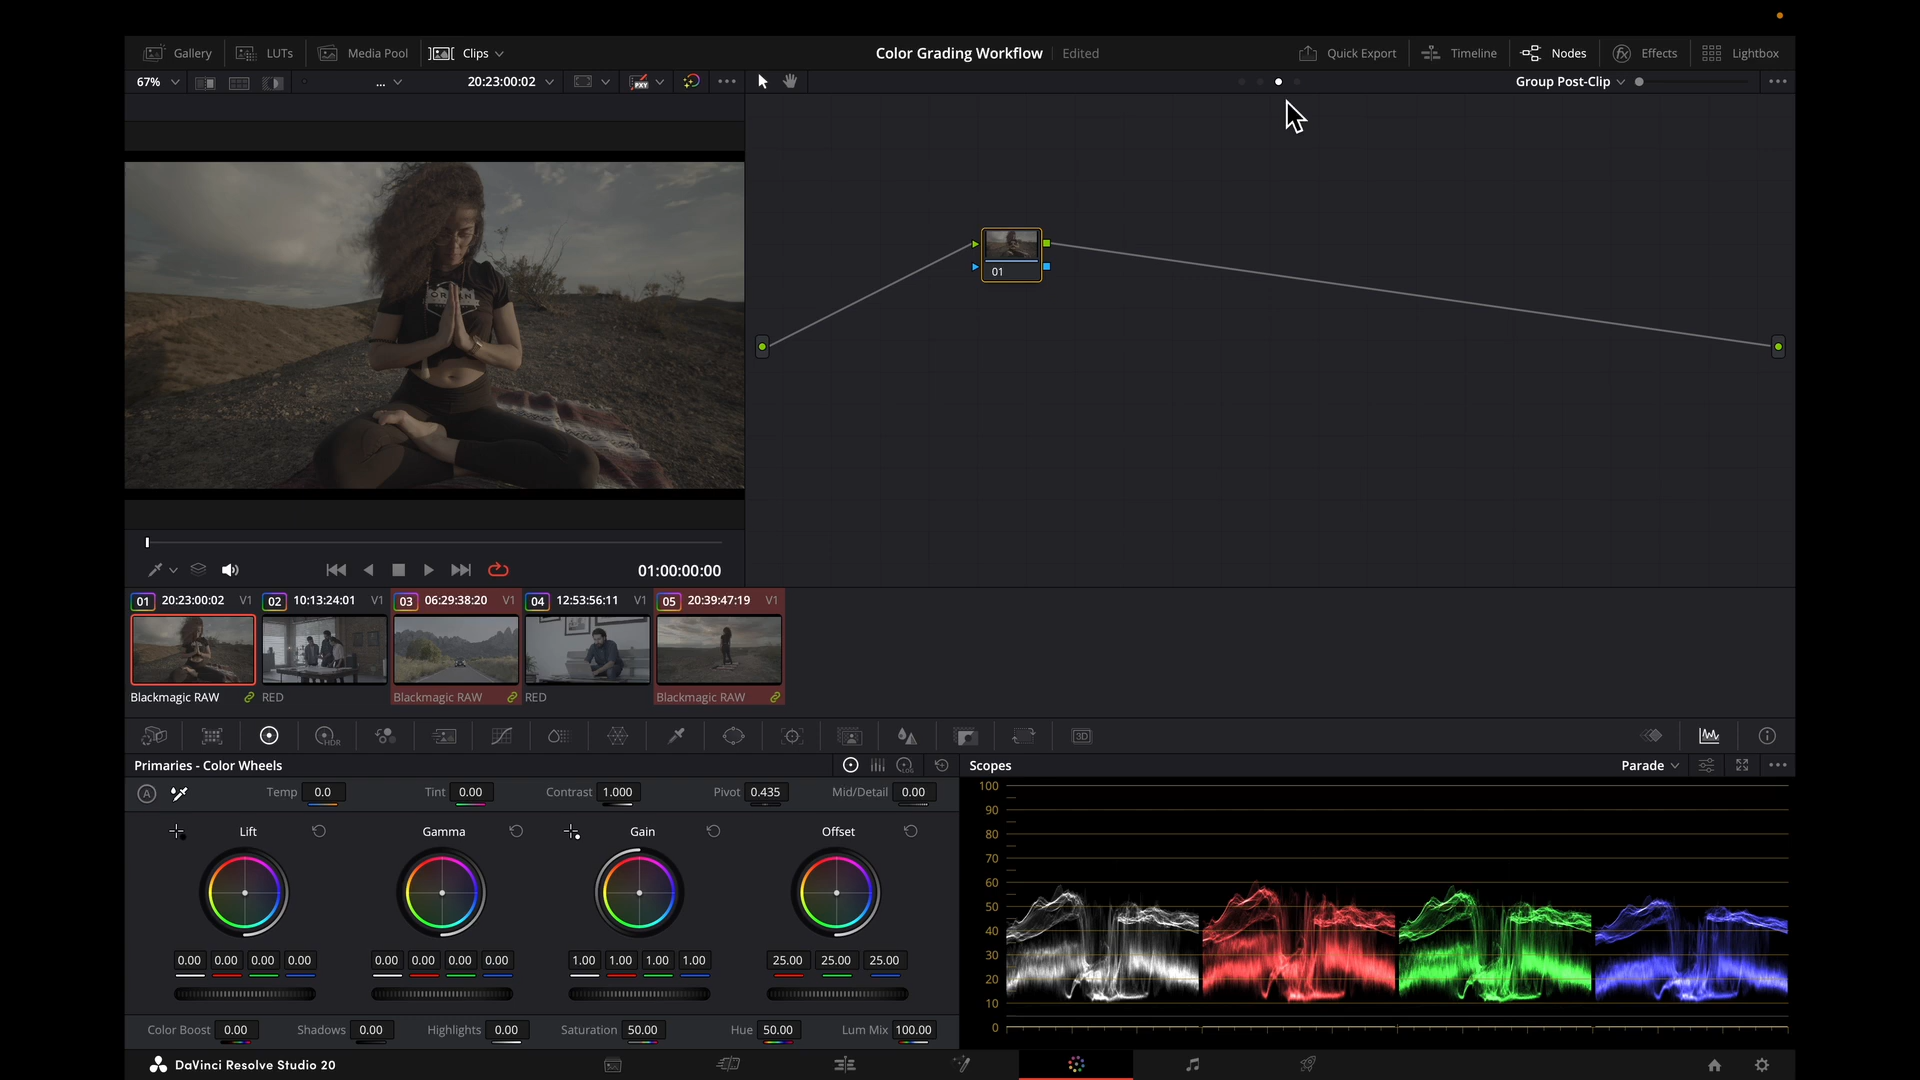 Gallery LUTs Media Pool Clips Color Grading Workflow Edited Quick Export Timeline Nodes Effects Lightbox
67% ... 20:23:00:02 Group Post-Clip
01
01:00:00:00
01 20:23:00:02 V1 02 10:13:24:01 V1 03 06:29:38:20 V1 04 12:53:56:11 V1 05 20:39:47:19 V1
Blackmagic RAW RED Blackmagic RAW RED Blackmagic RAW
HDR 3D
Primaries - Color Wheels LOG Scopes Parade
A Temp 0.0 Tint 0.00 Contrast 1.000 Pivot 0.435 Mid/Detail 0.00
Lift Gamma Gain Offset
0.00 0.00 0.00 0.00 0.00 0.00 0.00 0.00 1.00 1.00 1.00 1.00 25.00 25.00 25.00
Color Boost 0.00 Shadows 0.00 Highlights 0.00 Saturation 50.00 Hue 50.00 Lum Mix 100.00
100
90
80
70
60
50
40
30
20
10
0
DaVinci Resolve Studio 20